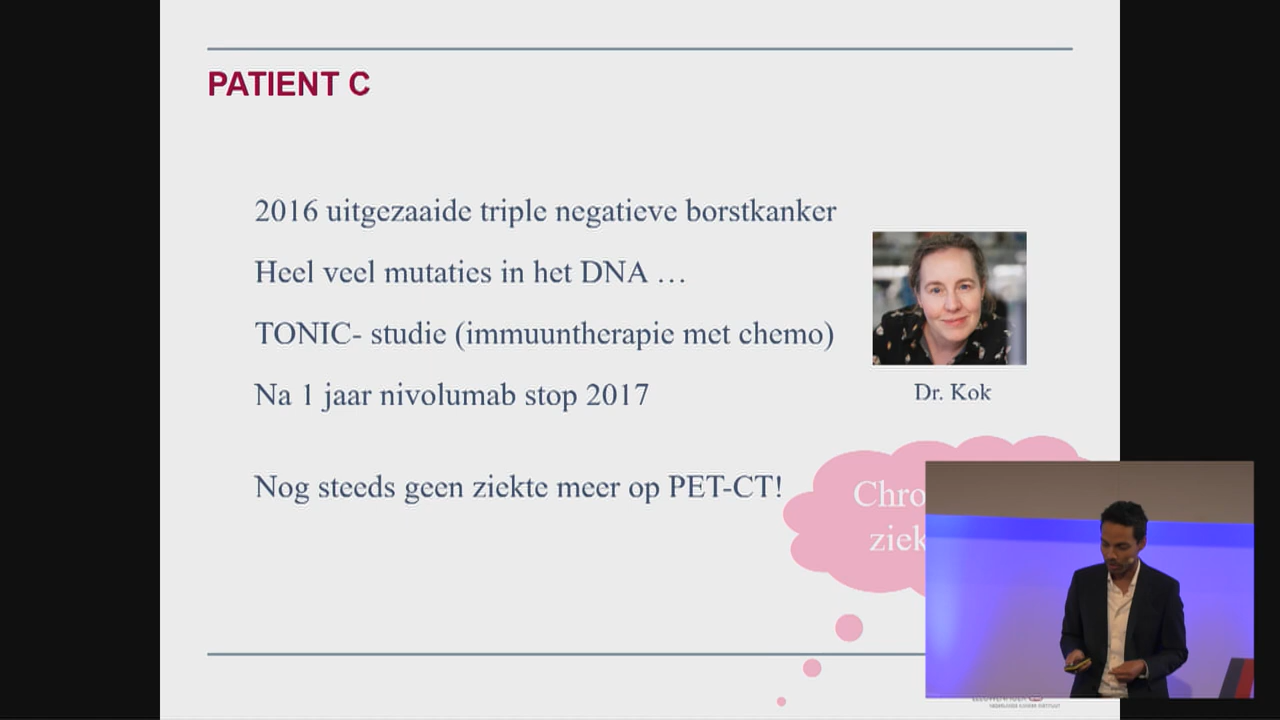 PATIENT C
2016 uitgezaaide triple negatieve borstkanker
Heel veel mutaties in het DNA …
TONIC- studie (immuuntherapie met chemo)
Na 1 jaar nivolumab stop 2017
Dr. Kok
Nog steeds geen ziekte meer op PET-CT!
Chro
ziek